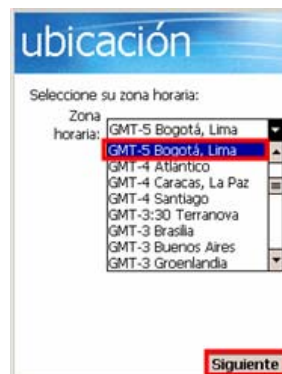 ubicación
Seleccione su zona horaria:
Zona
horaria:
GMT-5 Bogotá, Lima
GMT-5 Bogotá, Lima
GMT-4 Atlántico
GMT-4 Caracas, La Paz
GMT-4 Santiago
GMT-3:30 Terranova
GMT-3 Brasilia
GMT-3 Buenos Aires
GMT-3 Groenlandia
Siguiente